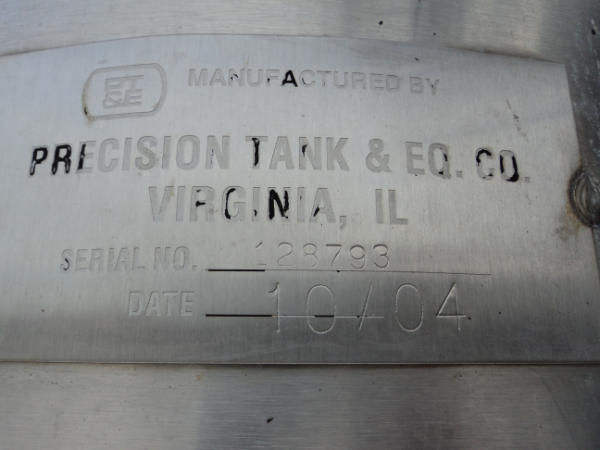 PT
&E
MANUFACTURED BY
PRECISION TANK & EQ. CO.
VIRGINIA, IL
SERIAL NO. 128793
DATE 10/04